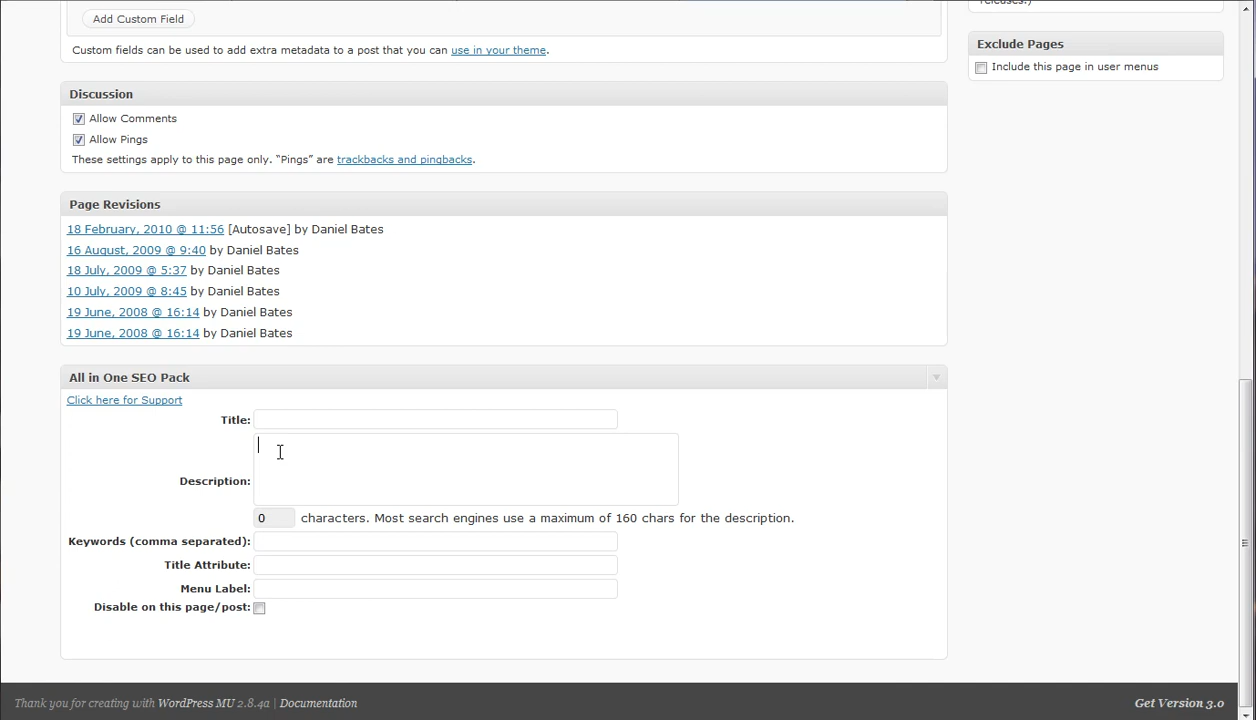 releases.)
Add Custom Field
Custom fields can be used to add extra metadata to a post that you can use in your theme.
Exclude Pages
Include this page in user menus
Discussion
Allow Comments
Allow Pings
These settings apply to this page only. “Pings” are trackbacks and pingbacks.
Page Revisions
18 February, 2010 @ 11:56 [Autosave] by Daniel Bates
16 August, 2009 @ 9:40 by Daniel Bates
18 July, 2009 @ 5:37 by Daniel Bates
10 July, 2009 @ 8:45 by Daniel Bates
19 June, 2008 @ 16:14 by Daniel Bates
19 June, 2008 @ 16:14 by Daniel Bates
All in One SEO Pack
Click here for Support
Title:
Description:
0 characters. Most search engines use a maximum of 160 chars for the description.
Keywords (comma separated):
Title Attribute:
Menu Label:
Disable on this page/post:
Thank you for creating with WordPress MU 2.8.4a | Documentation
Get Version 3.0